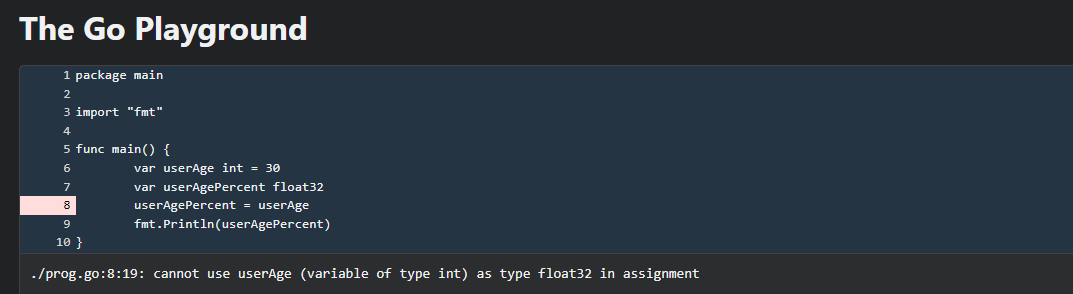 The Go Playground
1 package main
2
3 import "fmt"
4
5 func main() {
6 var userAge int = 30
7 var userAgePercent float32
8 userAgePercent = userAge
9 fmt.Println(userAgePercent)
10 }
./prog.go:8:19: cannot use userAge (variable of type int) as type float32 in assignment